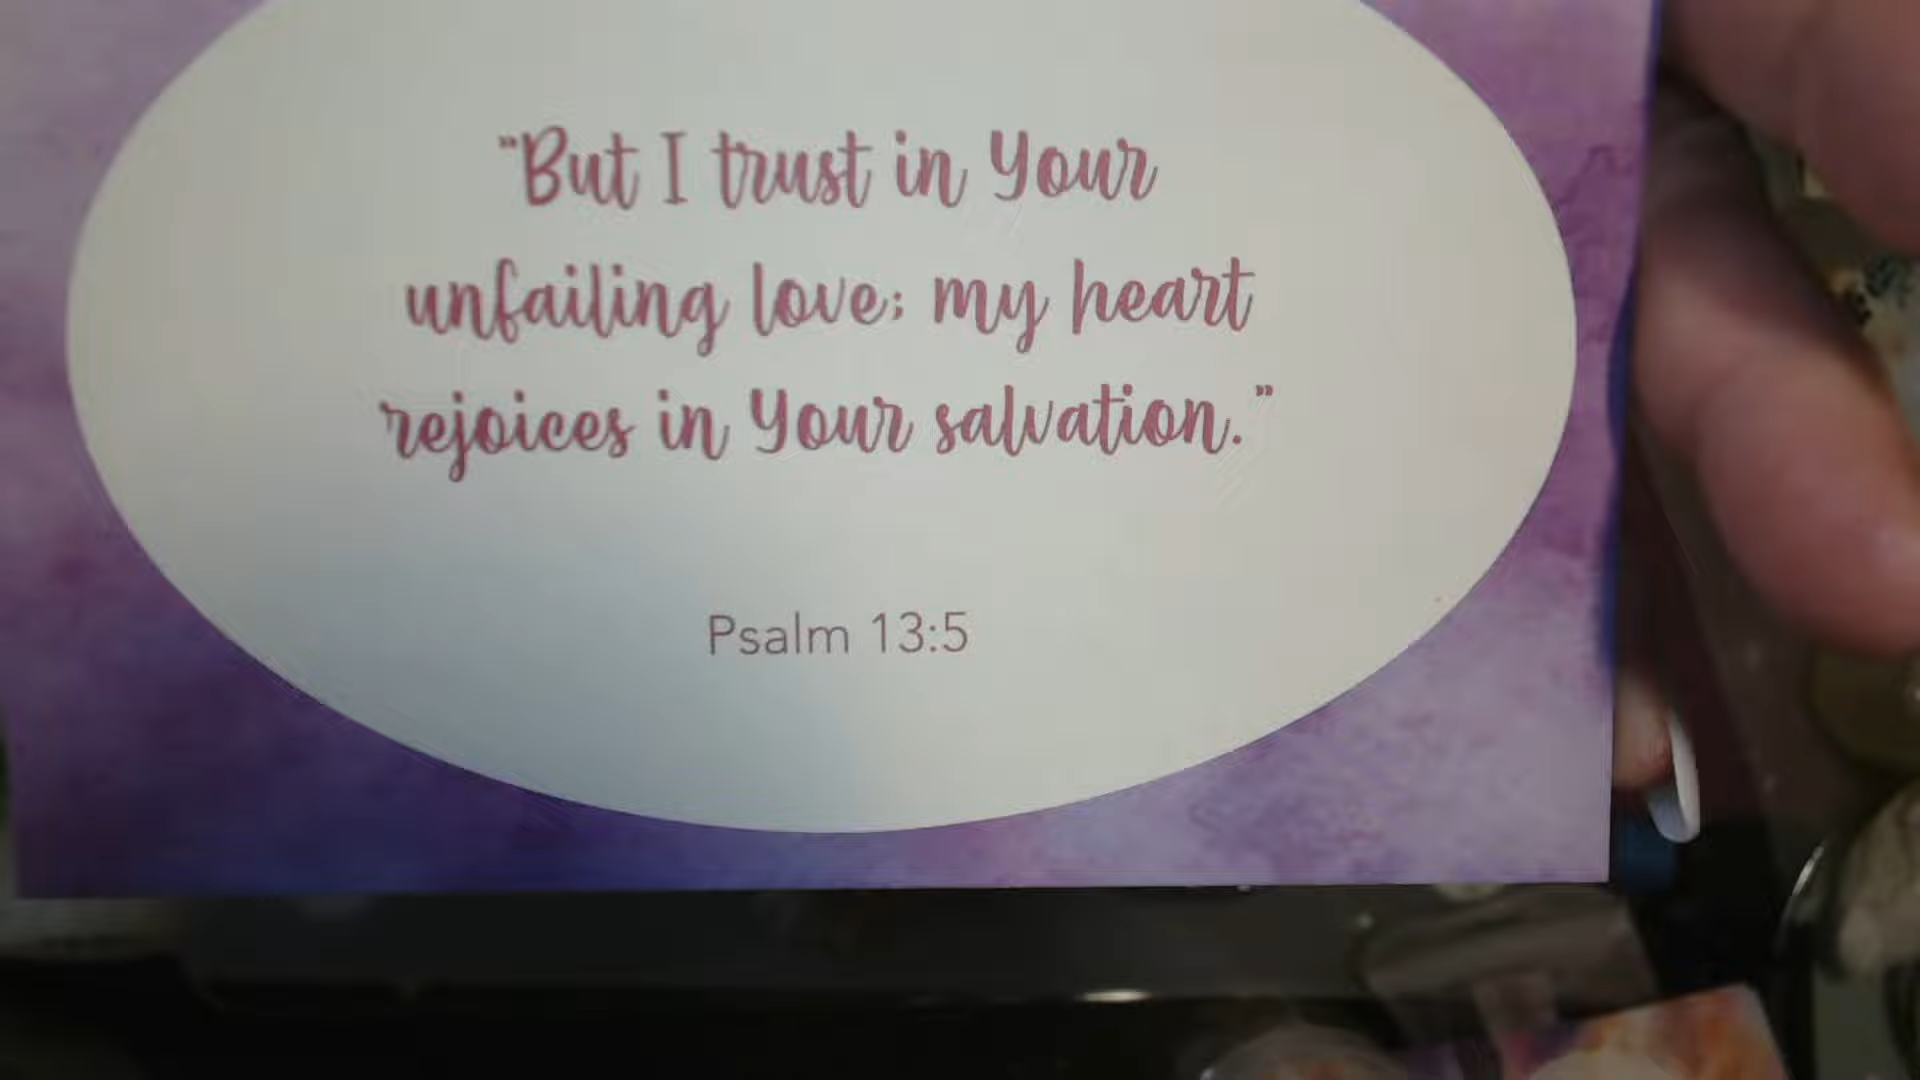 "But I trust in Your
unfailing love; my heart
rejoices in Your salvation."
Psalm 13:5